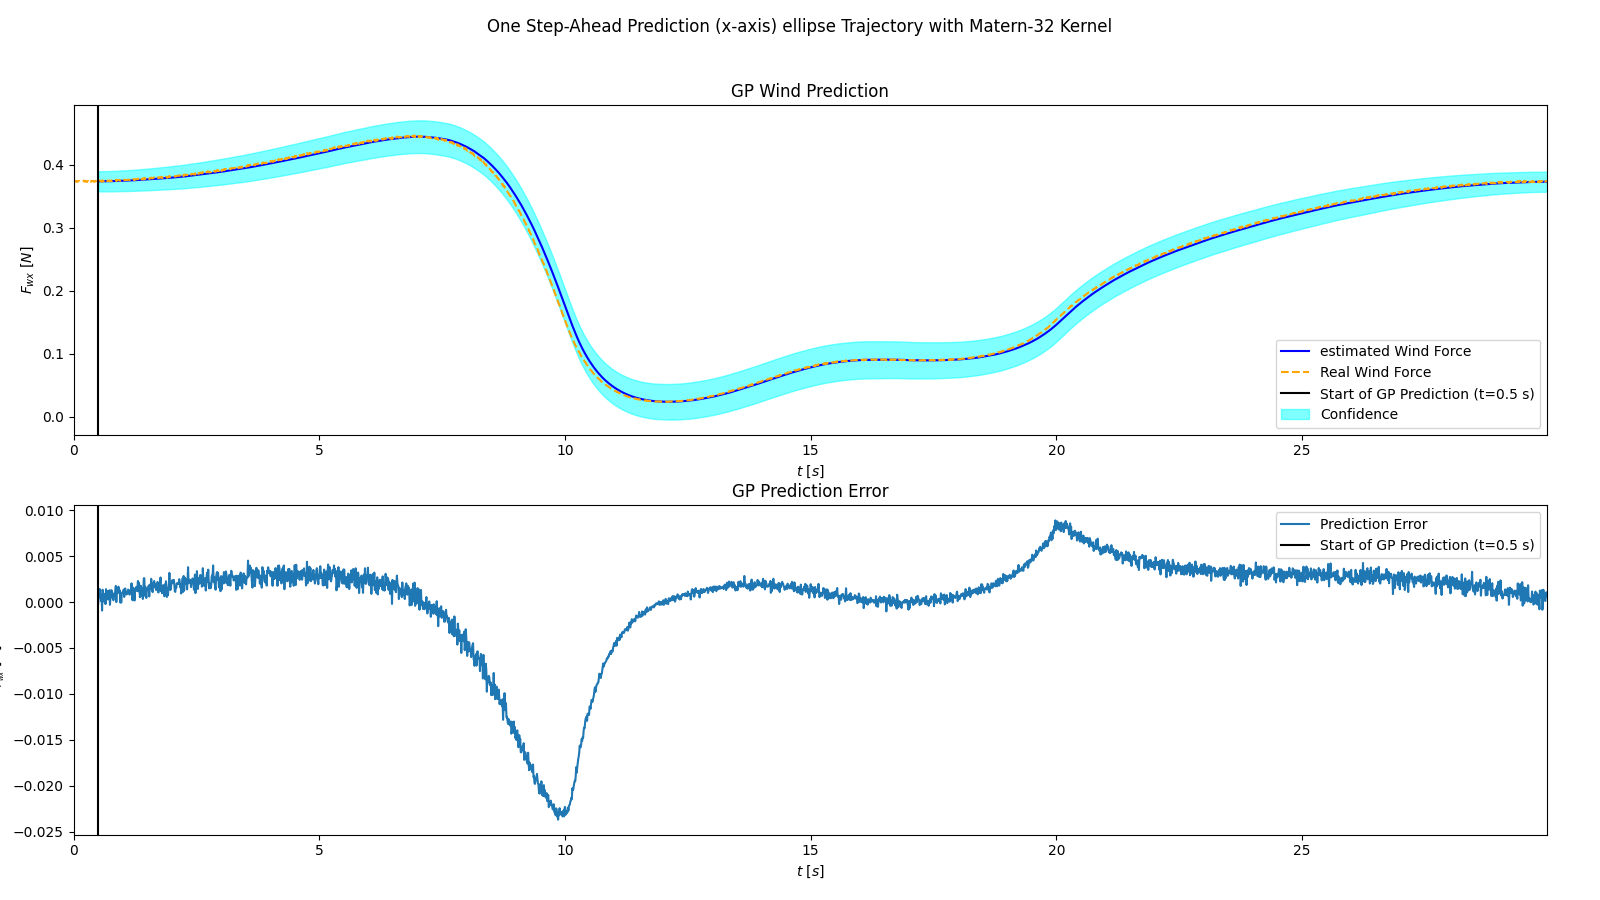 One Step-Ahead Prediction (x-axis) ellipse Trajectory with Matern-32 Kernel
GP Wind Prediction
0.4
0.3
0.2
0.1
0.0
F_wx [N]
estimated Wind Force
Real Wind Force
Start of GP Prediction (t=0.5 s)
Confidence
0 5 10 15 20 25
t [s]
GP Prediction Error
0.010
0.005
0.000
−0.005
−0.010
−0.015
−0.020
−0.025
Prediction Error
Start of GP Prediction (t=0.5 s)
0 5 10 15 20 25
t [s]